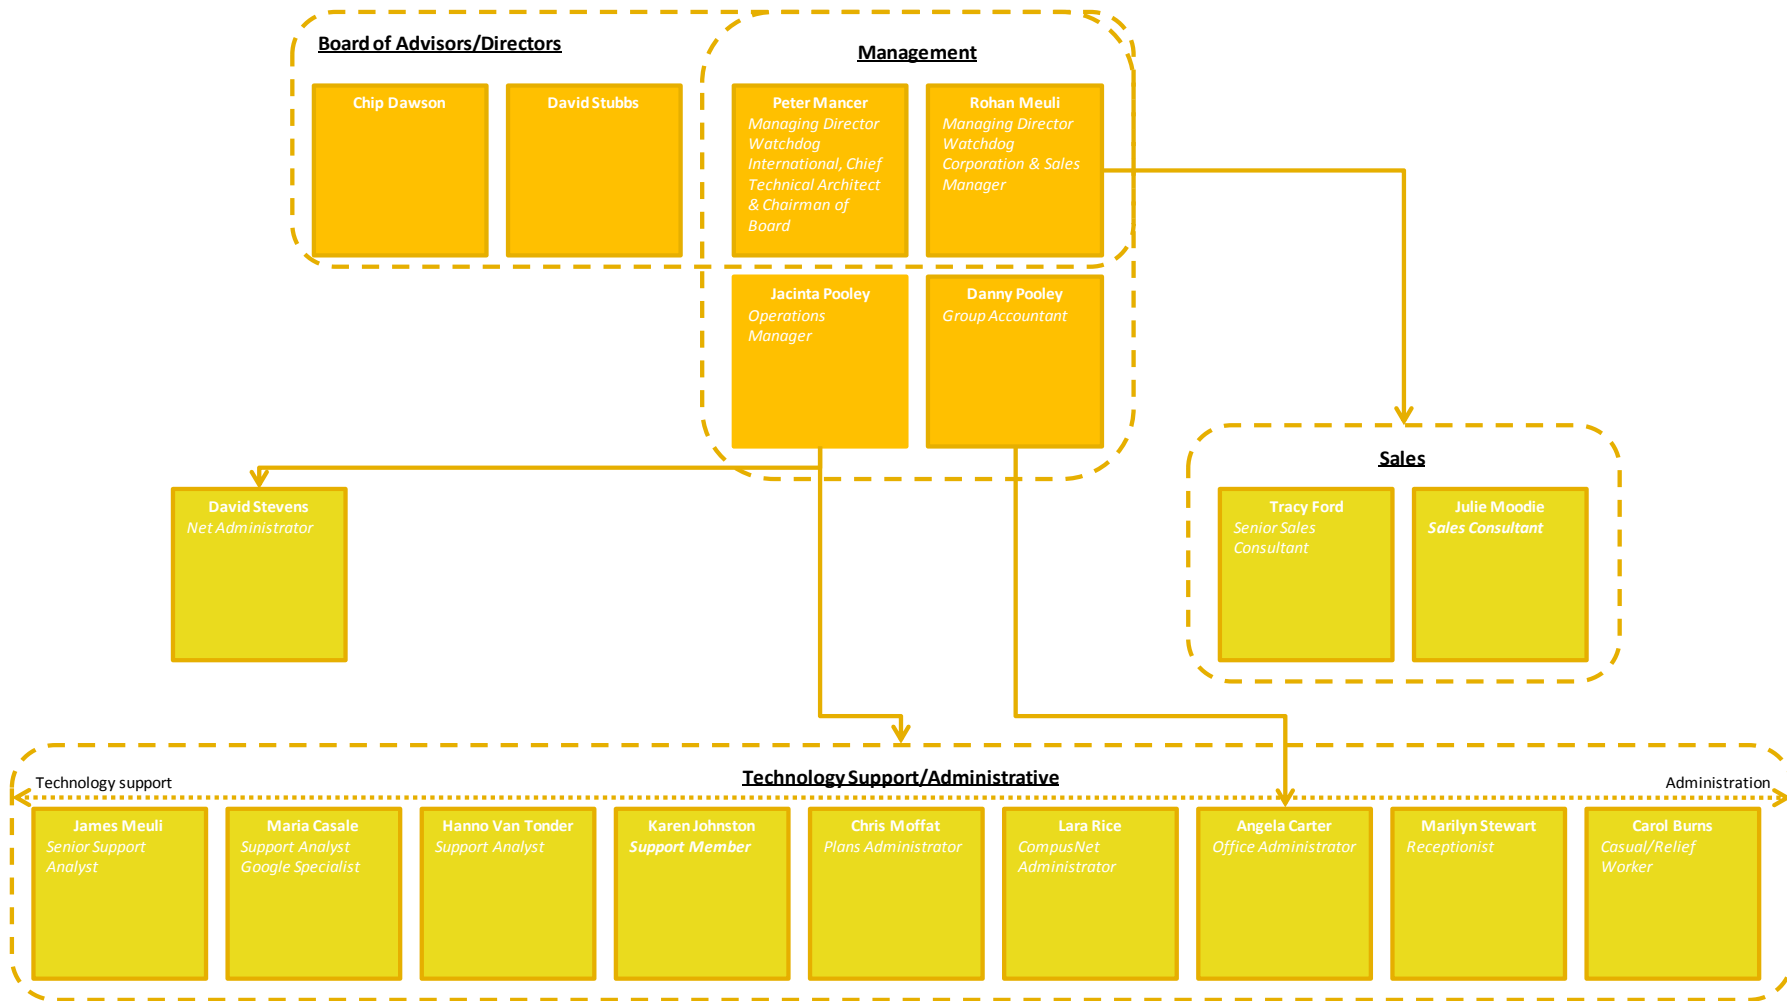 Board of Advisors/Directors
Management
Chip Dawson
David Stubbs
Peter Mancer
Managing Director
Watchdog
International, Chief
Technical Architect
& Chairman of
Board
Rohan Meuli
Managing Director
Watchdog
Corporation & Sales
Manager
Jacinta Pooley
Operations
Manager
Danny Pooley
Group Accountant
Sales
David Stevens
Net Administrator
Tracy Ford
Senior Sales
Consultant
Julie Moodie
Sales Consultant
Technology Support/Administrative
Technology support
Administration
James Meuli
Senior Support
Analyst
Maria Casale
Support Analyst
Google Specialist
Hanno Van Tonder
Support Analyst
Karen Johnston
Support Member
Chris Moffat
Plans Administrator
Lara Rice
CompusNet
Administrator
Angela Carter
Office Administrator
Marilyn Stewart
Receptionist
Carol Burns
Casual/Relief
Worker